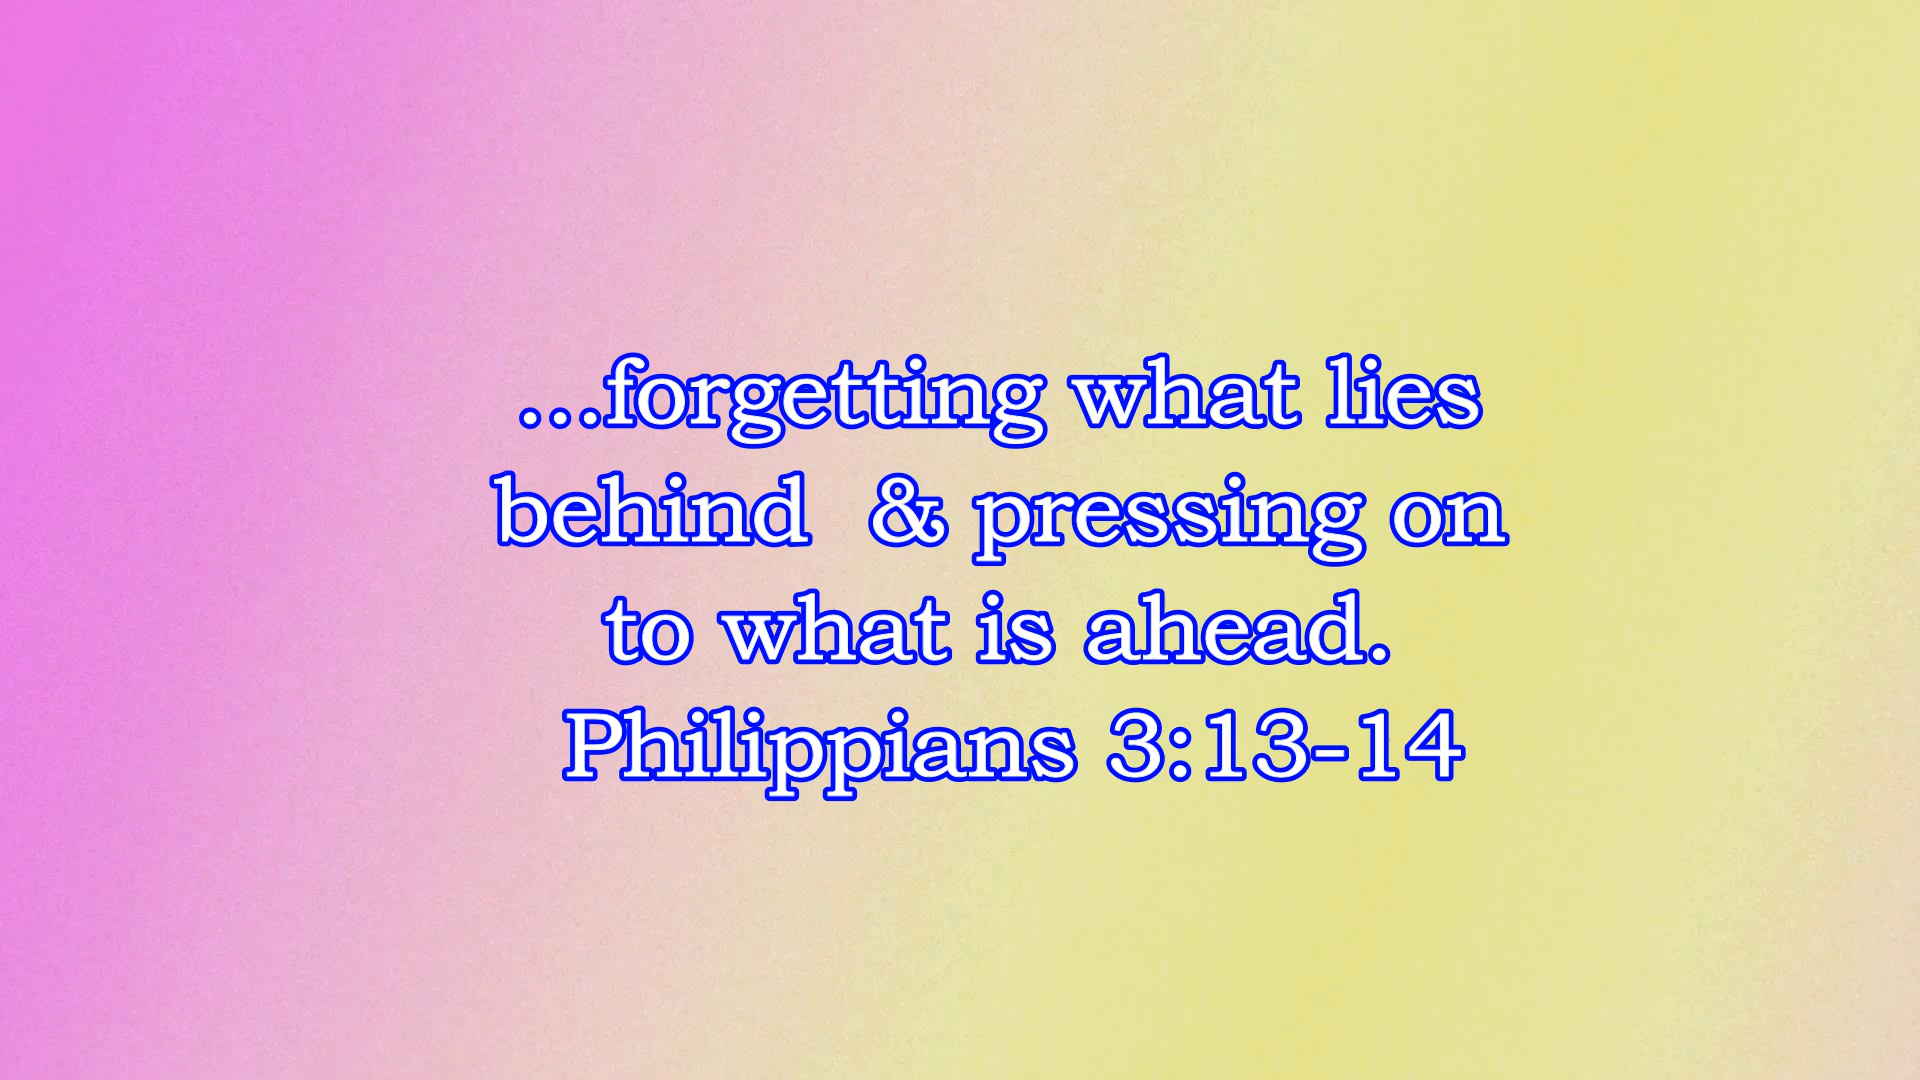 ...forgetting what lies
behind  & pressing on
to what is ahead.
Philippians 3:13-14